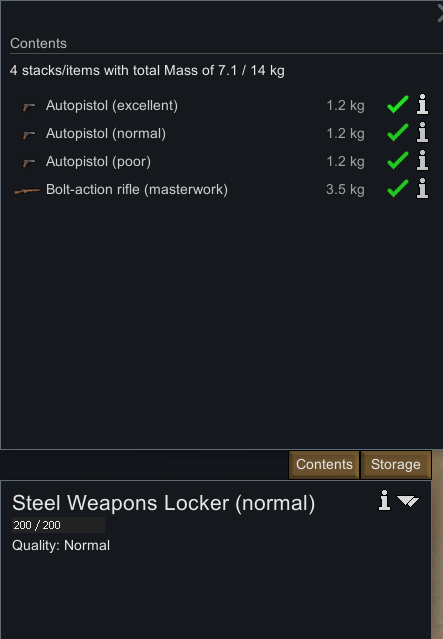 Contents
4 stacks/items with total Mass of 7.1 / 14 kg
Autopistol (excellent) 1.2 kg
Autopistol (normal) 1.2 kg
Autopistol (poor) 1.2 kg
Bolt-action rifle (masterwork) 3.5 kg
Contents Storage
Steel Weapons Locker (normal)
200 / 200
Quality: Normal